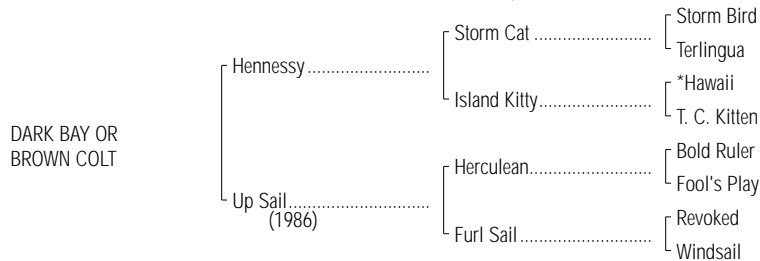 Storm Bird
Storm Cat ........................
Terlingua
Hennessy ..........................
*Hawaii
Island Kitty........................
T. C. Kitten
DARK BAY OR
BROWN COLT
Bold Ruler
Herculean..........................
Fool's Play
Up Sail..............................
(1986)
Revoked
Furl Sail ............................
Windsail